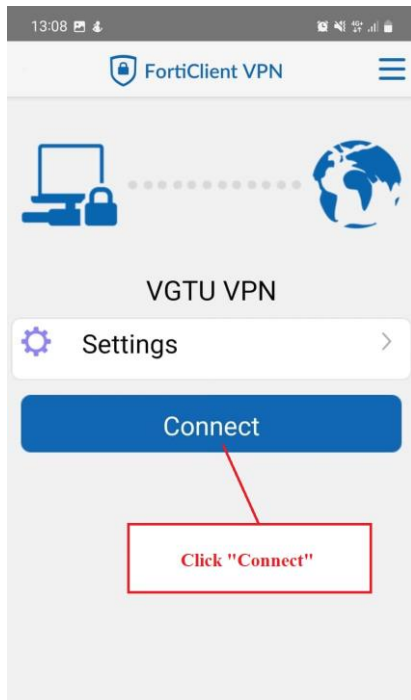 13:08
FortiClient VPN
VGTU VPN
Settings
Connect
Click "Connect"